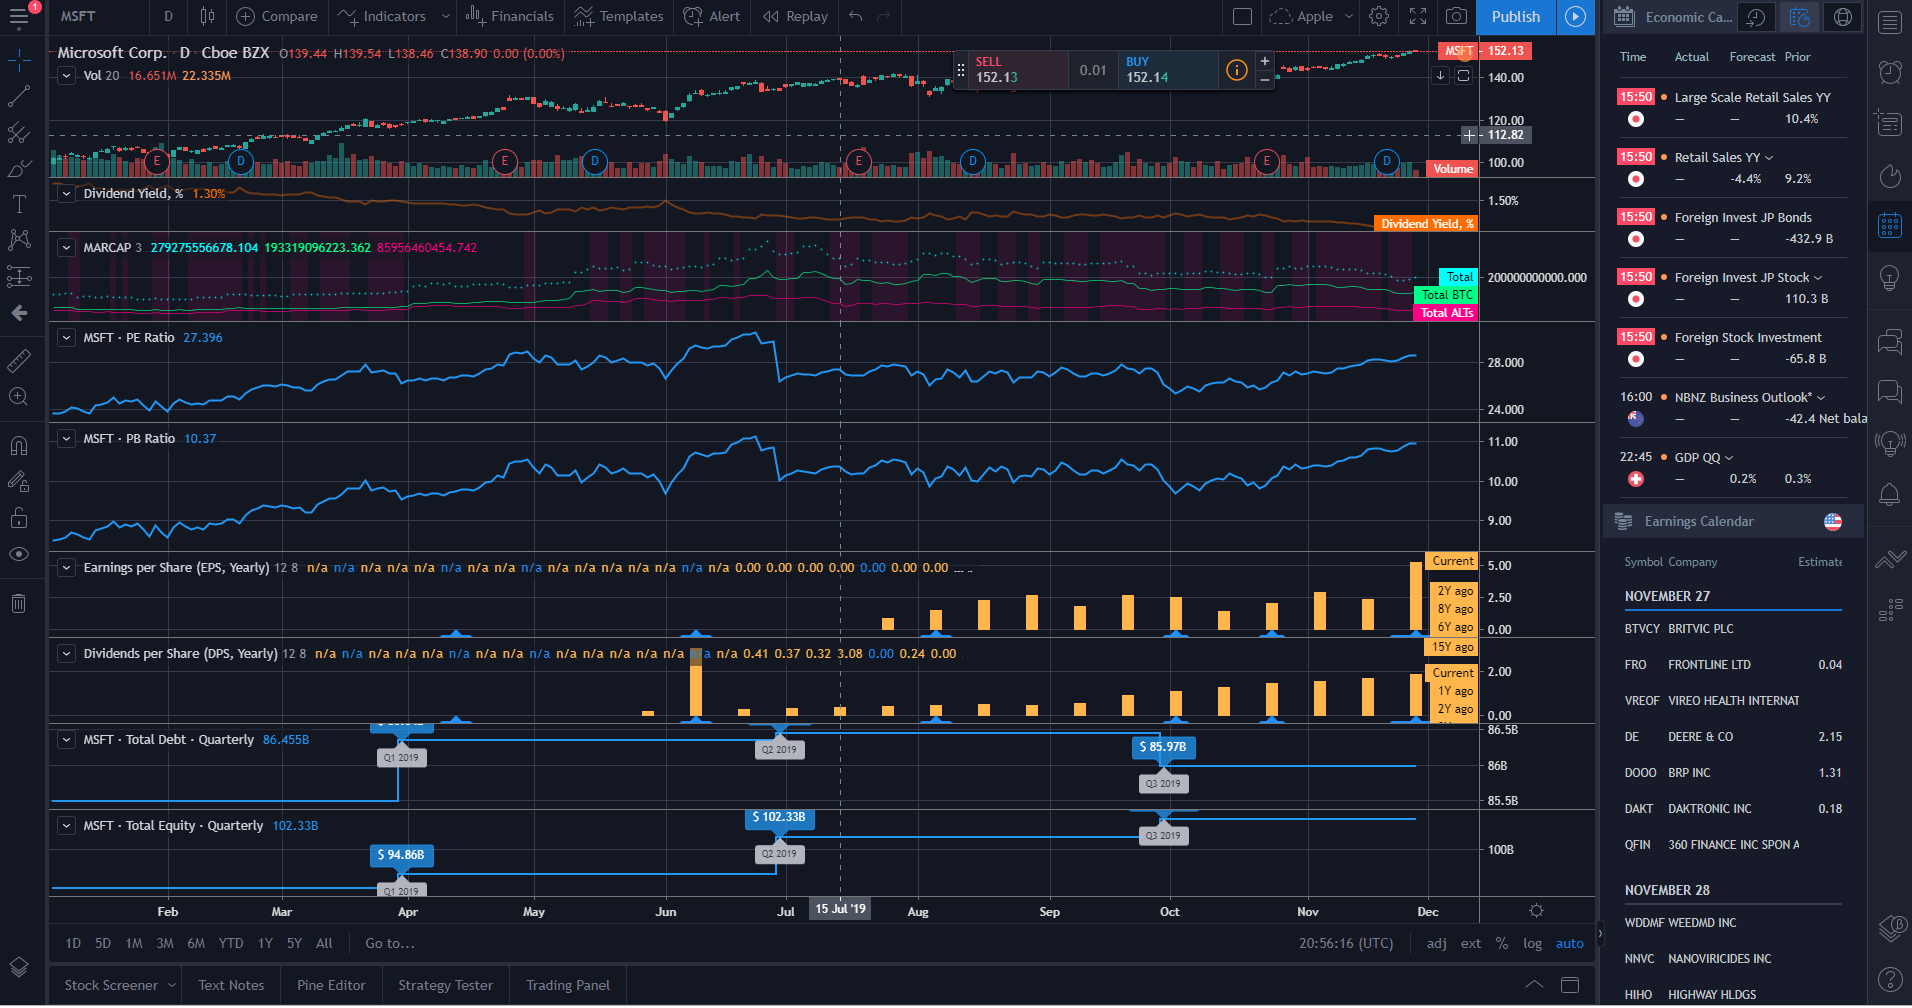 1
MSFT D Compare Indicators Financials Templates Alert Replay Apple Publish
Microsoft Corp. · D · Cboe BZX O139.44 H139.54 L138.46 C138.90 0.00 (0.00%)
Vol 20 16.651M 22.335M
SELL
152.13
0.01
BUY
152.14
MSFT 152.13
140.00
120.00
112.82
100.00
E D E D E D E D
Volume
Dividend Yield, % 1.30%
1.50%
Dividend Yield, %
MARCAP 3 279275556678.104 193319096223.362 85956460454.742
Total 200000000000.000
Total BTC
Total ALTs
MSFT · PE Ratio 27.396
28.000
24.000
MSFT · PB Ratio 10.37
11.00
10.00
9.00
Earnings per Share (EPS, Yearly) 12 8 n/a n/a n/a n/a n/a n/a n/a n/a n/a n/a n/a n/a n/a n/a n/a n/a 0.00 0.00 0.00 0.00 0.00 0.00 0.00
Current 5.00
2Y ago 2.50
8Y ago
6Y ago 0.00
Dividends per Share (DPS, Yearly) 12 8 n/a n/a n/a n/a n/a n/a n/a n/a n/a n/a n/a n/a n/a n/a n/a n/a 0.41 0.37 0.32 3.08 0.00 0.24 0.00
15Y ago
Current 2.00
1Y ago
2Y ago 0.00
MSFT · Total Debt · Quarterly 86.455B
86.5B
Q1 2019
Q2 2019
$ 85.97B
Q3 2019
86B
85.5B
MSFT · Total Equity · Quarterly 102.33B
$ 94.86B
Q1 2019
$ 102.33B
Q2 2019
Q3 2019
100B
Feb Mar Apr May Jun Jul 15 Jul '19 Aug Sep Oct Nov Dec
1D 5D 1M 3M 6M YTD 1Y 5Y All Go to... 20:56:16 (UTC) adj ext % log auto
Stock Screener Text Notes Pine Editor Strategy Tester Trading Panel
Economic Ca...
Time Actual Forecast Prior
15:50 Large Scale Retail Sales YY
— — 10.4%
15:50 Retail Sales YY
— -4.4% 9.2%
15:50 Foreign Invest JP Bonds
— — -432.9 B
15:50 Foreign Invest JP Stock
— — 110.3 B
15:50 Foreign Stock Investment
— — -65.8 B
16:00 NBNZ Business Outlook*
— — -42.4 Net bala
22:45 GDP QQ
— 0.2% 0.3%
Earnings Calendar
Symbol Company Estimate
NOVEMBER 27
BTVCY BRITVIC PLC
FRO FRONTLINE LTD 0.04
VREOF VIREO HEALTH INTERNAT
DE DEERE & CO 2.15
DOOO BRP INC 1.31
DAKT DAKTRONIC INC 0.18
QFIN 360 FINANCE INC SPON A
NOVEMBER 28
WDDMF WEEDMD INC
NNVC NANOVIRICIDES INC
HIHO HIGHWAY HLDGS